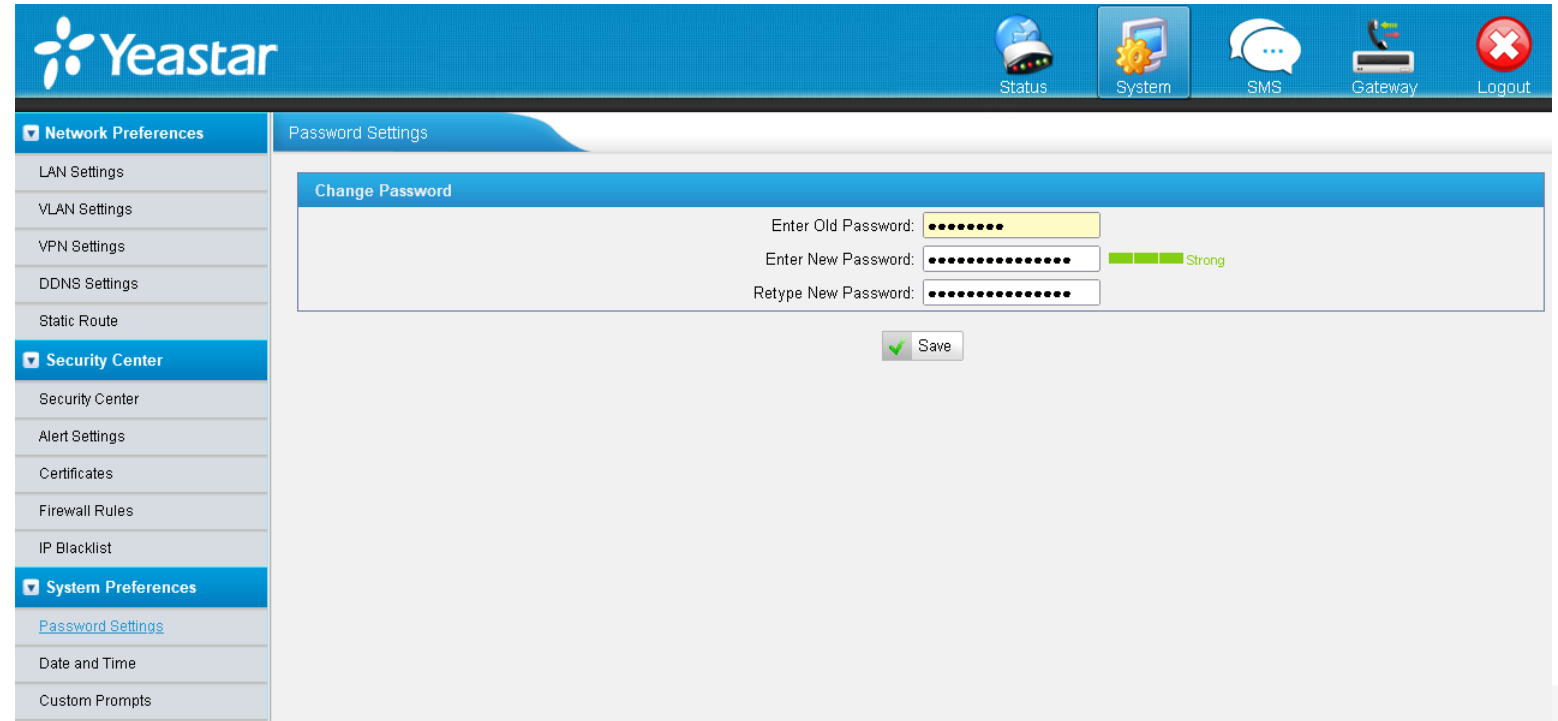 Yeastar
Status
System
SMS
Gateway
Logout
Network Preferences
LAN Settings
VLAN Settings
VPN Settings
DDNS Settings
Static Route
Security Center
Security Center
Alert Settings
Certificates
Firewall Rules
IP Blacklist
System Preferences
Password Settings
Date and Time
Custom Prompts
Password Settings
Change Password
Enter Old Password: ••••••••
Enter New Password: ••••••••••••••• Strong
Retype New Password: •••••••••••••••
Save